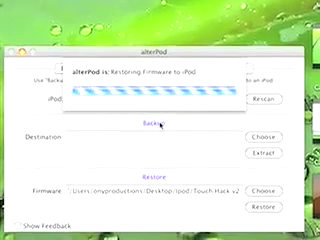 alterPod
alterPod is: Restoring Firmware to iPod
Use "Backu
to an iPod
iPod
Rescan
Backup
Destination
Choose
Extract
Restore
Firmware
/Users/onyproductions/Desktop/ipod/Touch Hack v2
Choose
Restore
Show Feedback